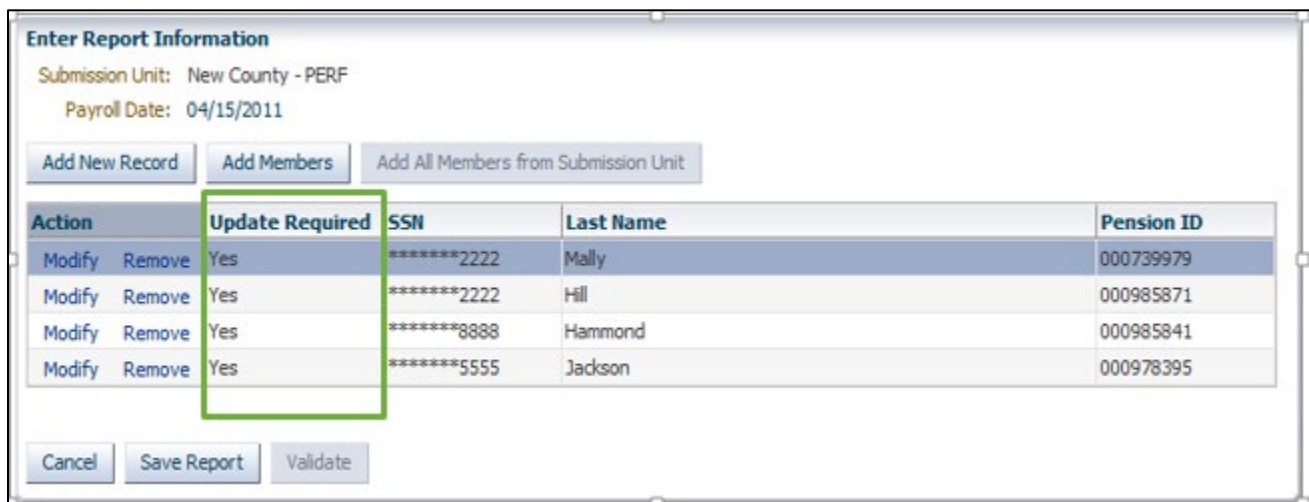 Enter Report Information
Submission Unit: New County - PERF
Payroll Date: 04/15/2011
Add New Record Add Members Add All Members from Submission Unit
Action Update Required SSN Last Name Pension ID
Modify Remove Yes *******2222 Mally 000739979
Modify Remove Yes *******2222 Hill 000985871
Modify Remove Yes *******8888 Hammond 000985841
Modify Remove Yes *******5555 Jackson 000978395
Cancel Save Report Validate